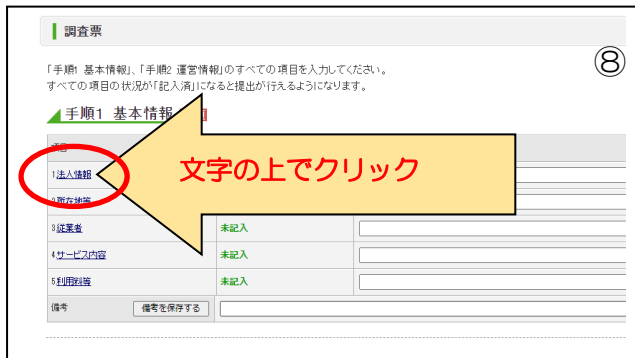 調査票
⑧
「手順1 基本情報」、「手順2 運営情報」のすべての項目を入力してください。
すべての項目の状況が「記入済」になると提出が行えるようになります。
手順1 基本情報
文字の上でクリック
1 法人情報
2 所在地等
3 従業者 未記入
4 サービス内容 未記入
5 利用料等 未記入
備考 備考を保存する